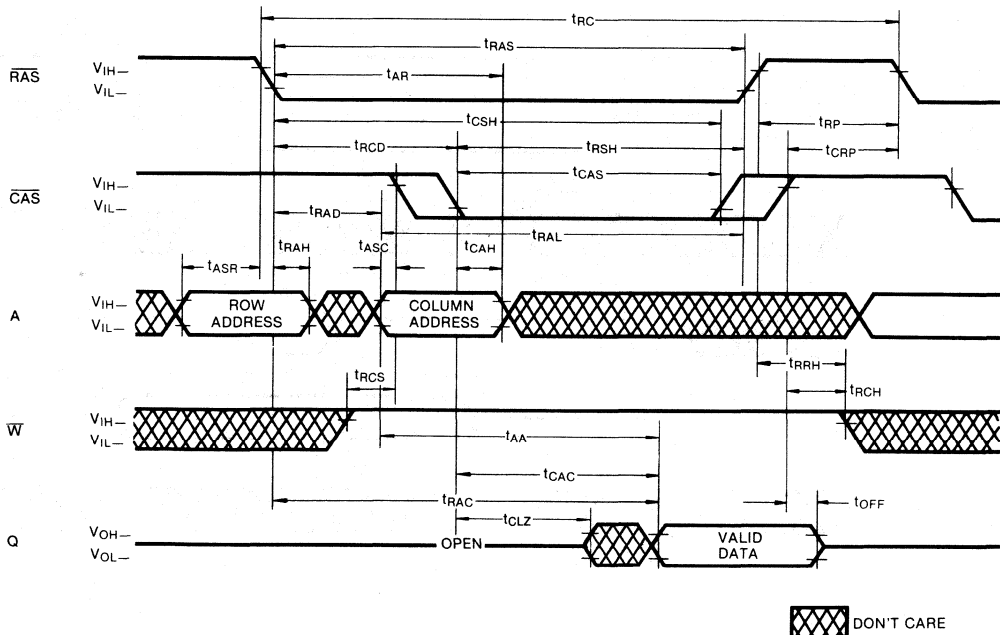 tRC
tRAS
RAS
VIH—
VIL—
tAR
tCSH
tRP
tRCD
tRSH
tCRP
CAS
VIH—
VIL—
tCAS
tRAD
tRAL
tRAH
tASC
tCAH
tASR
A
VIH—
VIL—
ROW
ADDRESS
COLUMN
ADDRESS
tRRH
tRCS
tRCH
W
VIH—
VIL—
tAA
tCAC
tRAC
tOFF
tCLZ
Q
VOH—
VOL—
OPEN
VALID
DATA
DON'T CARE